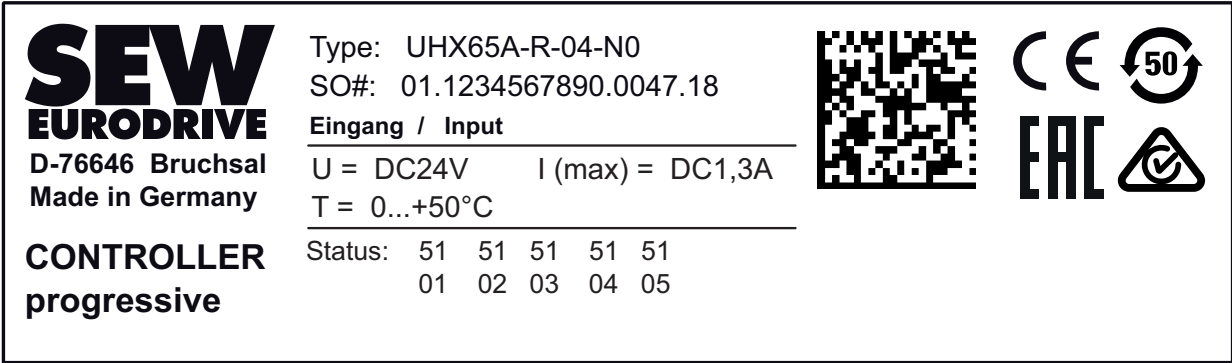 SEW
EURODRIVE
D-76646 Bruchsal
Made in Germany
CONTROLLER
progressive
Type: UHX65A-R-04-N0
SO#: 01.1234567890.0047.18
Eingang / Input
U = DC24V I (max) = DC1,3A
T = 0...+50°C
Status: 51 51 51 51 51
01 02 03 04 05
CE
50
EAC